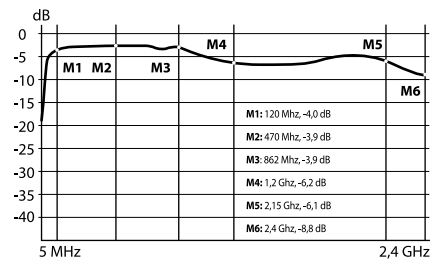 dB
0
-5
-10
-15
-20
-25
-30
-35
-40
M1
M2
M3
M4
M5
M6
M1: 120 Mhz, -4,0 dB
M2: 470 Mhz, -3,9 dB
M3: 862 Mhz, -3,9 dB
M4: 1,2 Ghz, -6,2 dB
M5: 2,15 Ghz, -6,1 dB
M6: 2,4 Ghz, -8,8 dB
5 MHz
2,4 GHz